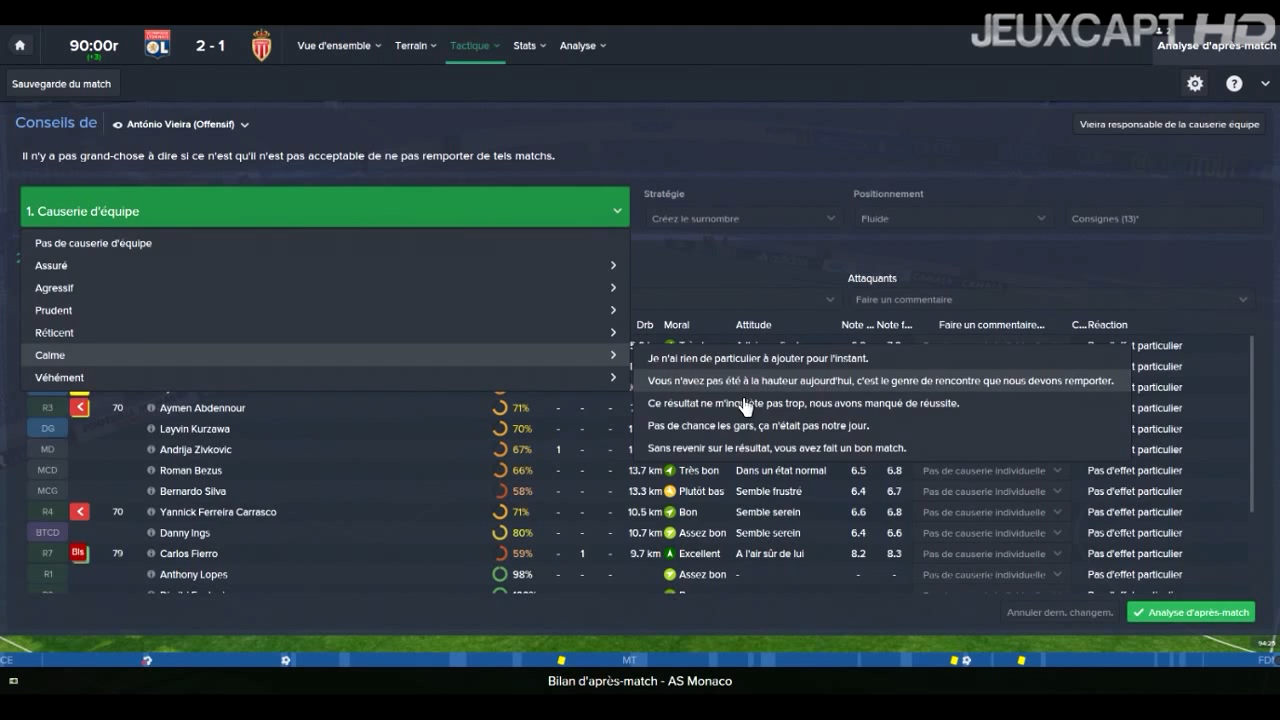 JEUXCAPT HD
90:00r (+3) 2 - 1 Vue d'ensemble Terrain Tactique Stats Analyse Analyse d'après-match
Sauvegarde du match
Conseils de António Vieira (Offensif) Vieira responsable de la causerie équipe
Il n'y a pas grand-chose à dire si ce n'est qu'il n'est pas acceptable de ne pas remporter de tels matchs.
Stratégie Positionnement
1. Causerie d'équipe Créez le surnombre Fluide Consignes (13)*
Pas de causerie d'équipe
Assuré
Agressif
Prudent
Réticent
Calme
Véhément
Attaquants
Faire un commentaire
Drb Moral Attitude Note ... Note f... Faire un commentaire... C... Réaction
Je n'ai rien de particulier à ajouter pour l'instant.
Vous n'avez pas été à la hauteur aujourd'hui, c'est le genre de rencontre que nous devons remporter.
Ce résultat ne m'inquiète pas trop, nous avons manqué de réussite.
Pas de chance les gars, ça n'était pas notre jour.
Sans revenir sur le résultat, vous avez fait un bon match.
particulier
particulier
particulier
R3 70 Aymen Abdennour 71% - - - particulier
DG Layvin Kurzawa 70% - - - particulier
MD Andrija Zivkovic 67% 1 - - particulier
MCD Roman Bezus 66% - - - 13.7 km Très bon Dans un état normal 6.5 6.8 Pas de causerie individuelle Pas d'effet particulier
MCG Bernardo Silva 58% - - - 13.3 km Plutôt bas Semble frustré 6.4 6.7 Pas de causerie individuelle Pas d'effet particulier
R4 70 Yannick Ferreira Carrasco 71% - - - 10.5 km Bon Semble serein 6.6 6.8 Pas de causerie individuelle Pas d'effet particulier
BTCD Danny Ings 80% - - - 10.7 km Assez bon Semble serein 6.4 6.6 Pas de causerie individuelle Pas d'effet particulier
R7 Bls 79 Carlos Fierro 59% - 1 - 9.7 km Excellent A l'air sûr de lui 8.2 8.3 Pas de causerie individuelle Pas d'effet particulier
R1 Anthony Lopes 98% - - - Assez bon - - - Pas de causerie individuelle Pas d'effet particulier
Annuler dern. changem. Analyse d'après-match
94:25
CE MT FD
Bilan d'après-match - AS Monaco